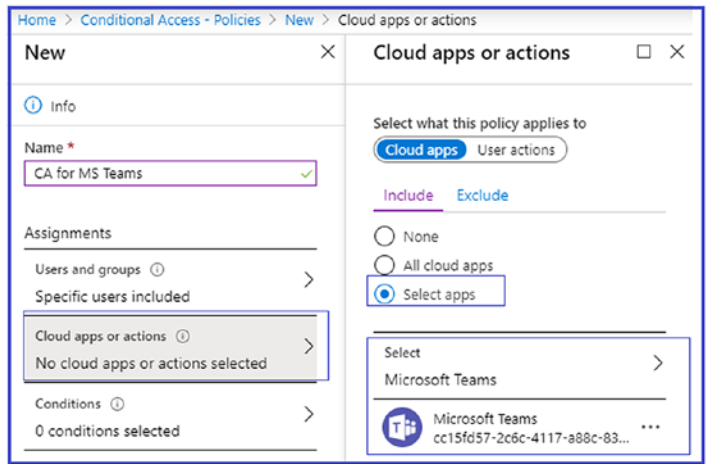 Home > Conditional Access - Policies > New > Cloud apps or actions
New
Info
Name *
CA for MS Teams
Assignments
Users and groups
Specific users included
Cloud apps or actions
No cloud apps or actions selected
Conditions
0 conditions selected
Cloud apps or actions
Select what this policy applies to
Cloud apps User actions
Include Exclude
None
All cloud apps
Select apps
Select
Microsoft Teams
Microsoft Teams
cc15fd57-2c6c-4117-a88c-83...